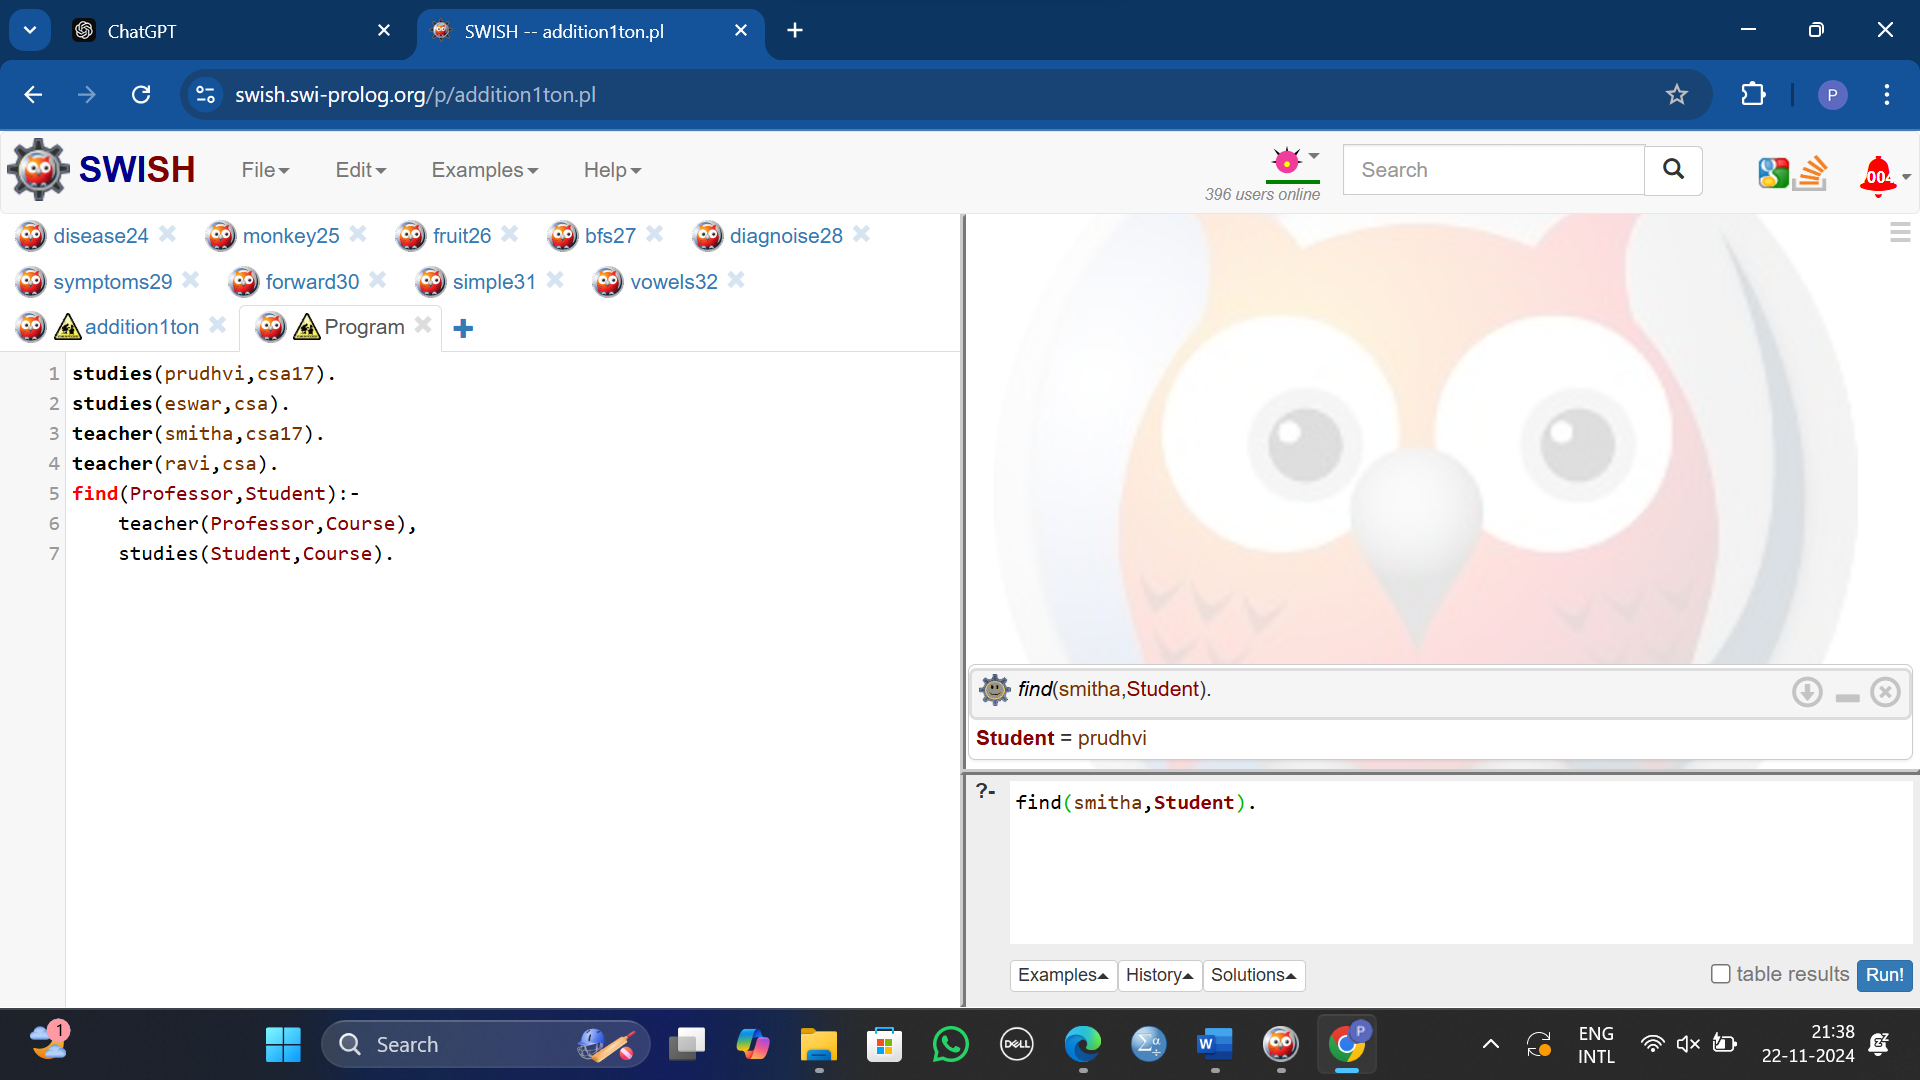 ChatGPT
SWISH -- addition1ton.pl
swish.swi-prolog.org/p/addition1ton.pl
P
SWISH
File
Edit
Examples
Help
396 users online
Search
disease24
monkey25
fruit26
bfs27
diagnoise28
symptoms29
forward30
simple31
vowels32
addition1ton
Program
1 studies(prudhvi,csa17).
2 studies(eswar,csa).
3 teacher(smitha,csa17).
4 teacher(ravi,csa).
5 find(Professor,Student):-
6 teacher(Professor,Course),
7 studies(Student,Course).
find(smitha,Student).
Student = prudhvi
?- find(smitha,Student).
Examples
History
Solutions
table results
Run!
1
Search
DELL
W
P
ENG
INTL
21:38
22-11-2024